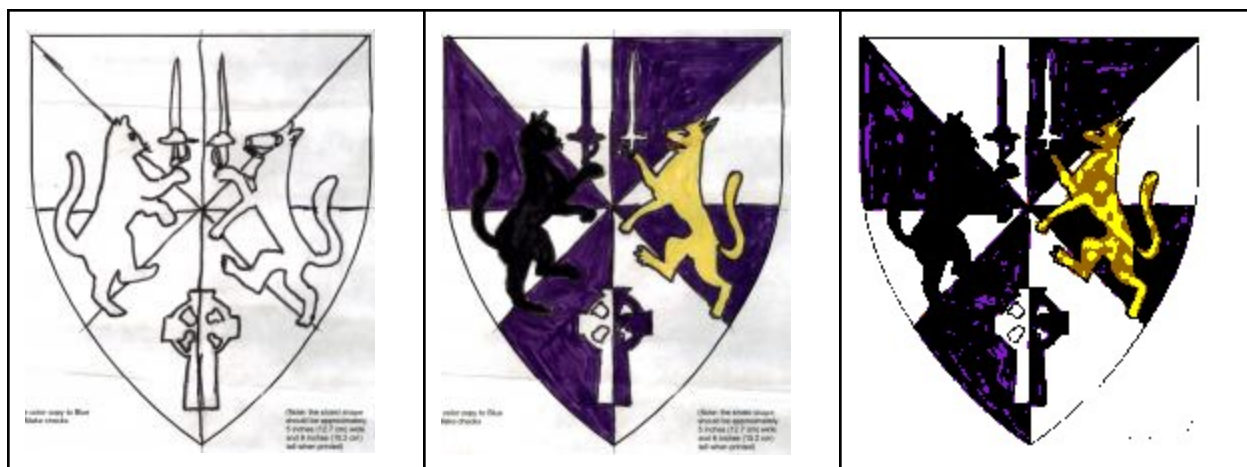 color copy to Blue
Make checks
(Note: the shield shape
should be approximately
5 inches (12.7 cm) wide
and 6 inches (15.2 cm)
tall when printed)
color copy to Blue
Make checks
(Note: the shield shape
should be approximately
5 inches (12.7 cm) wide
and 6 inches (15.2 cm)
tall when printed)